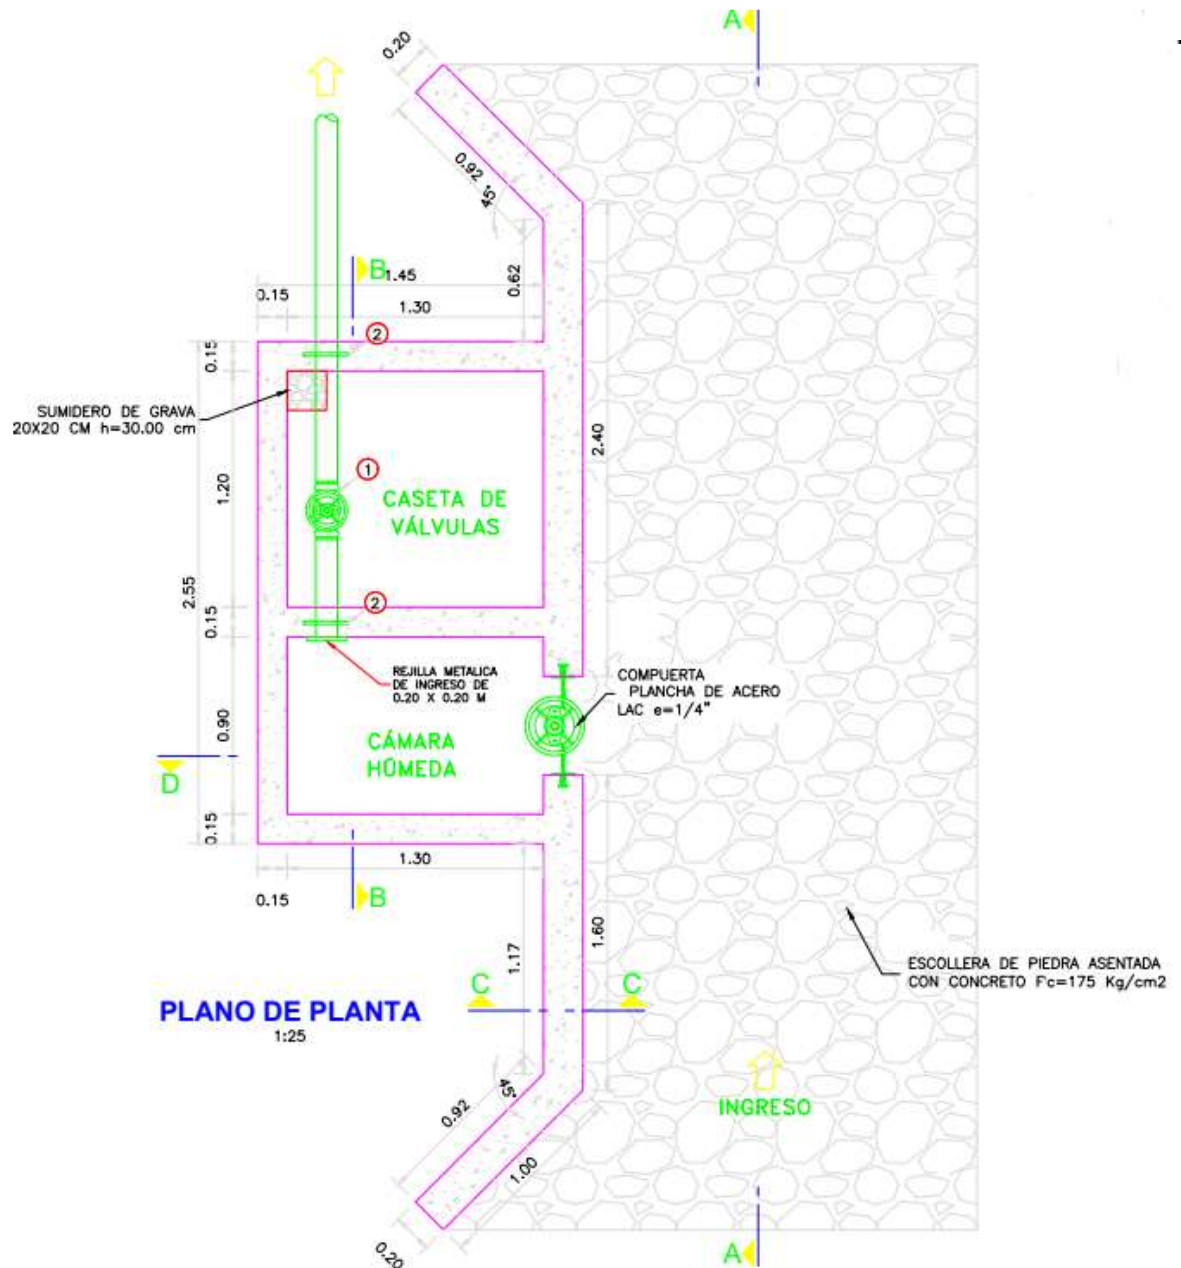 A
0.20
0.92
45°
B
1.45
0.62
0.15
1.30
2
0.15
SUMIDERO DE GRAVA
20X20 CM h=30.00 cm
2.40
1
1.20
CASETA DE
VÁLVULAS
2.55
2
0.15
REJILLA METALICA
DE INGRESO DE
0.20 X 0.20 M
COMPUERTA
PLANCHA DE ACERO
LAC e=1/4"
0.90
CÁMARA
HÚMEDA
D
0.15
1.30
0.15
B
1.60
1.17
ESCOLLERA DE PIEDRA ASENTADA
CON CONCRETO F'c=175 Kg/cm2
C
C
PLANO DE PLANTA
1:25
45°
0.92
INGRESO
1.00
0.20
A